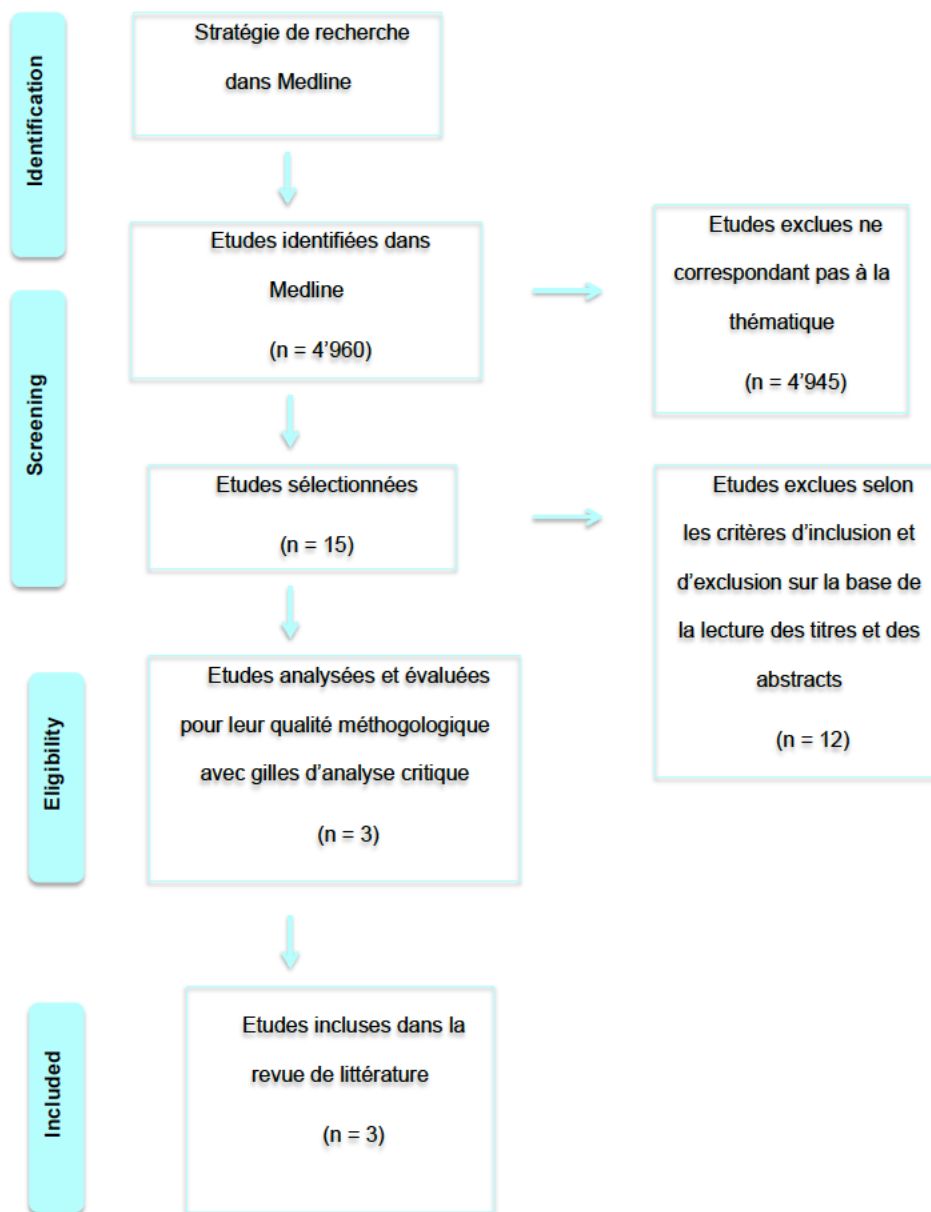 Identification
Stratégie de recherche
dans Medline
Etudes identifiées dans
Medline
(n = 4’960)
Etudes exclues ne
correspondant pas à la
thématique
(n = 4’945)
Screening
Etudes sélectionnées
(n = 15)
Etudes exclues selon
les critères d’inclusion et
d’exclusion sur la base de
la lecture des titres et des
abstracts
(n = 12)
Eligibility
Etudes analysées et évaluées
pour leur qualité méthogologique
avec gilles d’analyse critique
(n = 3)
Included
Etudes incluses dans la
revue de littérature
(n = 3)